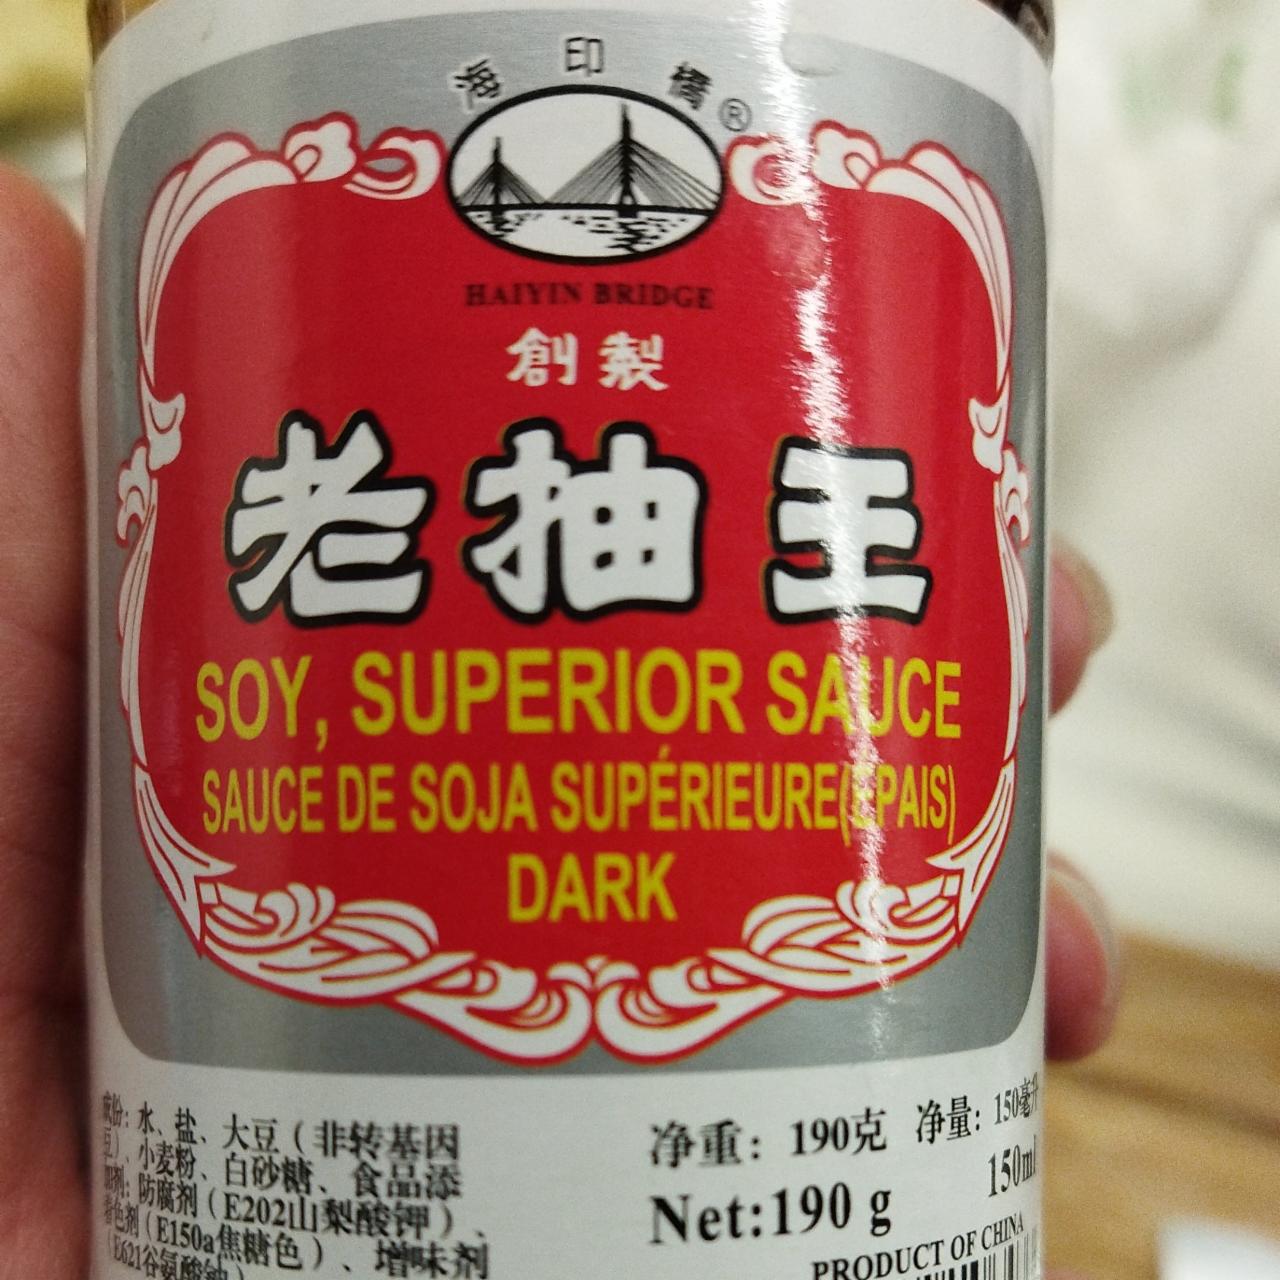 海印橋®
HAIYIN BRIDGE
創製
老抽王
SOY, SUPERIOR SAUCE
SAUCE DE SOJA SUPÉRIEURE(ÉPAIS)
DARK
成份: 水、盐、大豆 ( 非转基因
豆)、小麦粉、白砂糖、食品添
加剂: 防腐剂 ( E202山梨酸钾 ) 、
着色剂 ( E150a焦糖色 ) 、增味剂
( E621谷氨酸钠 )
净重: 190克 净量: 150毫升
Net:190 g 150ml
PRODUCT OF CHINA